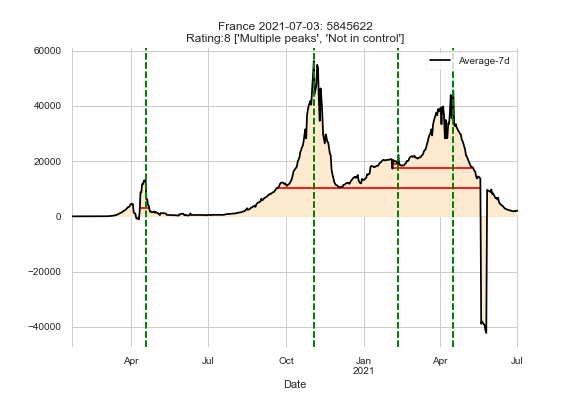 France 2021-07-03: 5845622
Rating:8 ['Multiple peaks', 'Not in control']
Average-7d
60000
40000
20000
0
−20000
−40000
Apr
Jul
Oct
Jan
2021
Apr
Jul
Date